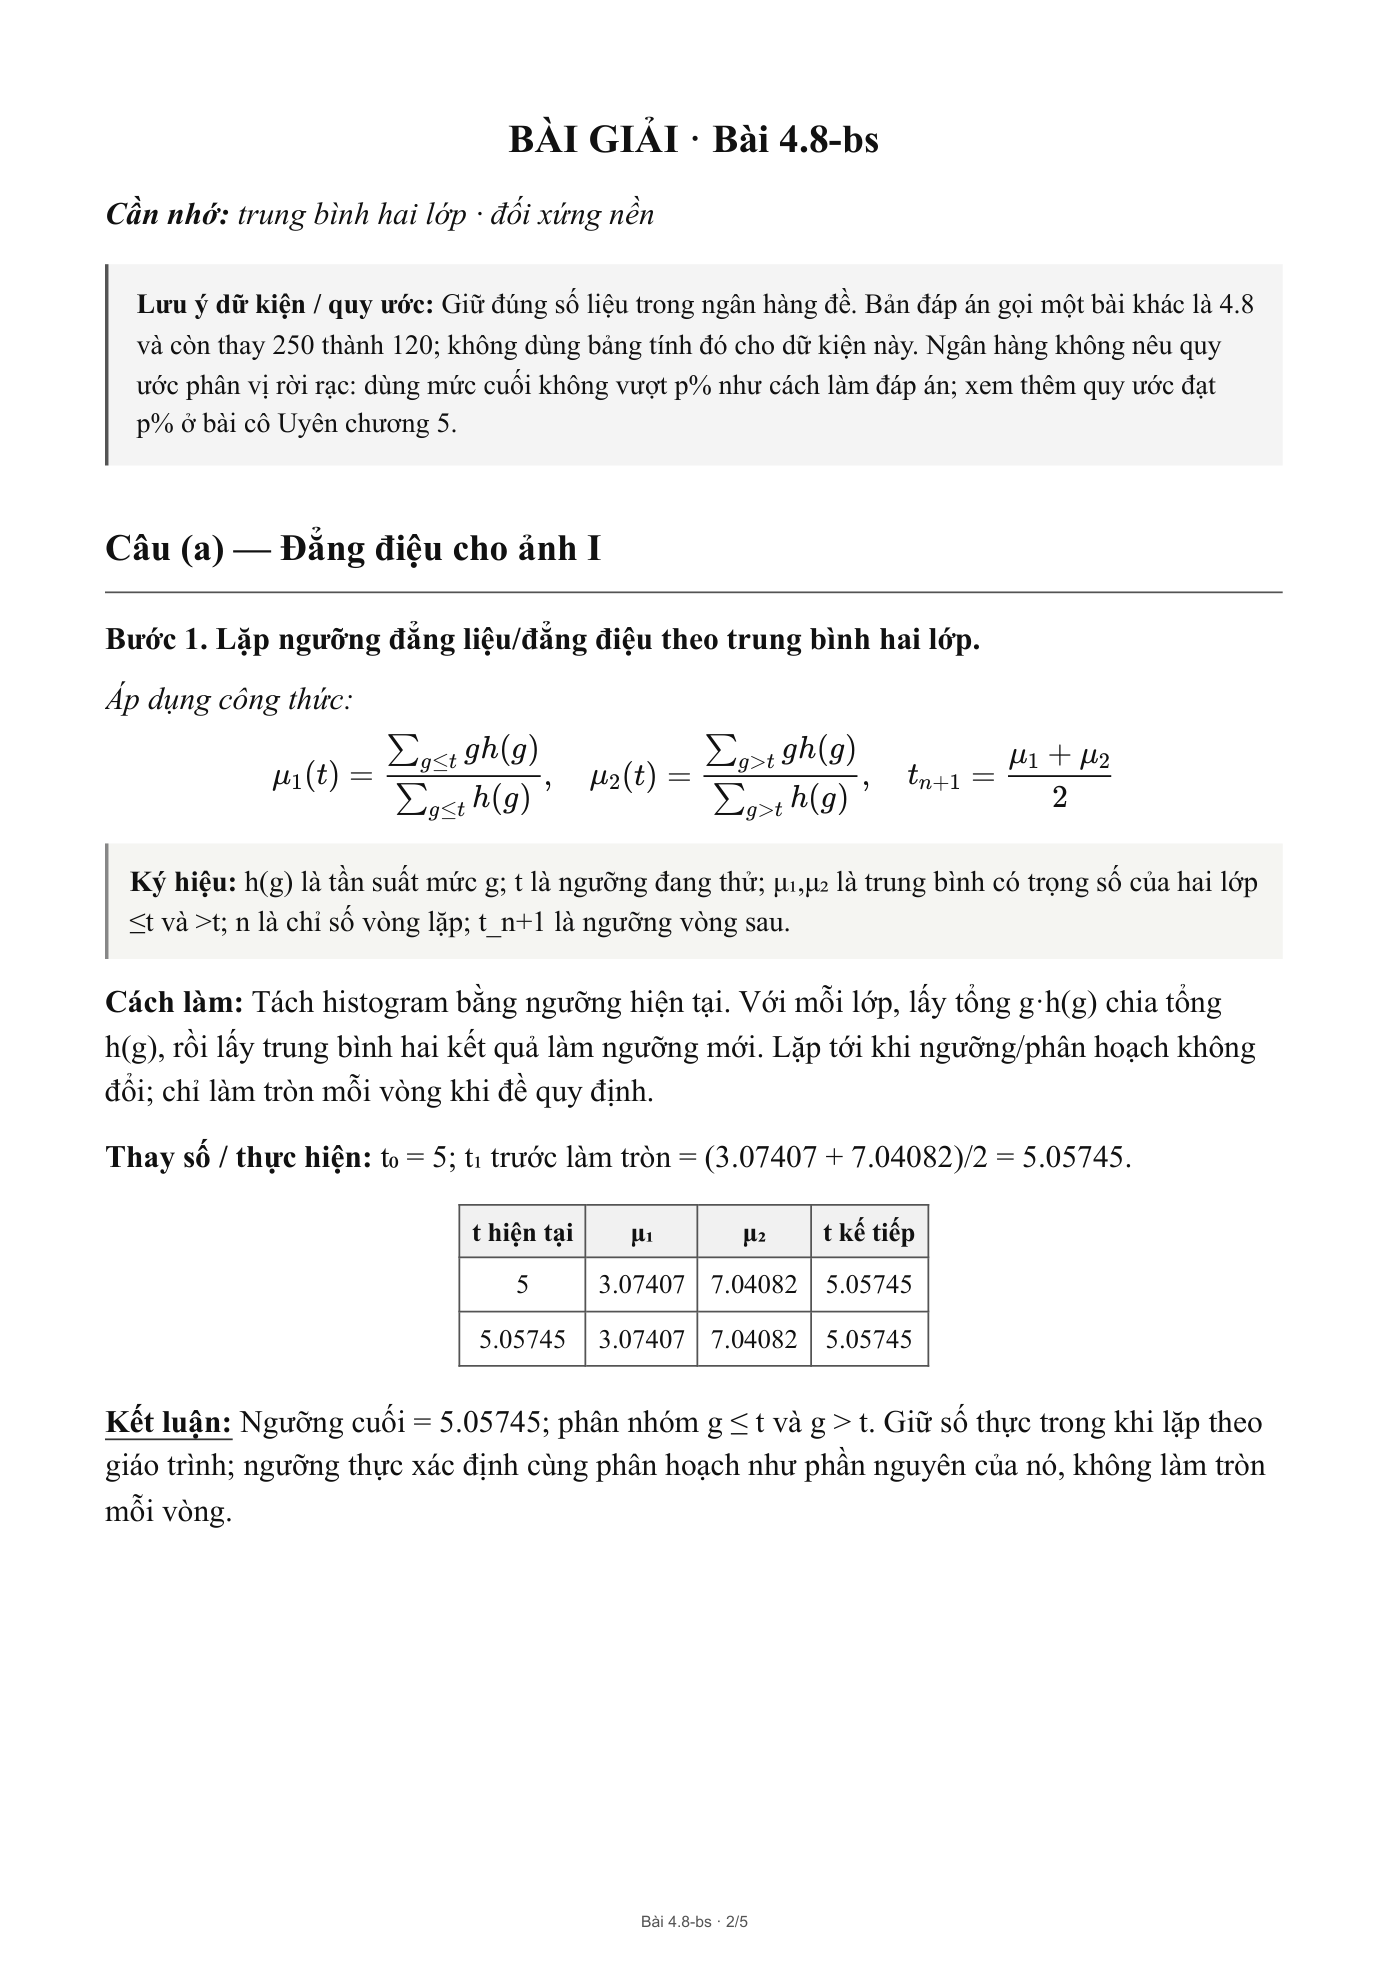 BÀI GIẢI · Bài 4.8-bs
Cần nhớ: trung bình hai lớp · đối xứng nền
Lưu ý dữ kiện / quy ước: Giữ đúng số liệu trong ngân hàng đề. Bản đáp án gọi một bài khác là 4.8
và còn thay 250 thành 120; không dùng bảng tính đó cho dữ kiện này. Ngân hàng không nêu quy
ước phân vị rời rạc: dùng mức cuối không vượt p% như cách làm đáp án; xem thêm quy ước đạt
p% ở bài cô Uyên chương 5.
Câu (a) — Đẳng điệu cho ảnh I
Bước 1. Lặp ngưỡng đẳng liệu/đẳng điệu theo trung bình hai lớp.
Áp dụng công thức:
μ₁(t) = ∑_{g≤t} gh(g) / ∑_{g≤t} h(g), μ₂(t) = ∑_{g>t} gh(g) / ∑_{g>t} h(g), t_{n+1} = (μ₁ + μ₂) / 2
Ký hiệu: h(g) là tần suất mức g; t là ngưỡng đang thử; μ₁,μ₂ là trung bình có trọng số của hai lớp
≤t và >t; n là chỉ số vòng lặp; t_n+1 là ngưỡng vòng sau.
Cách làm: Tách histogram bằng ngưỡng hiện tại. Với mỗi lớp, lấy tổng g·h(g) chia tổng
h(g), rồi lấy trung bình hai kết quả làm ngưỡng mới. Lặp tới khi ngưỡng/phân hoạch không
đổi; chỉ làm tròn mỗi vòng khi đề quy định.
Thay số / thực hiện: t₀ = 5; t₁ trước làm tròn = (3.07407 + 7.04082)/2 = 5.05745.
t hiện tại μ₁ μ₂ t kế tiếp
5 3.07407 7.04082 5.05745
5.05745 3.07407 7.04082 5.05745
Kết luận: Ngưỡng cuối = 5.05745; phân nhóm g ≤ t và g > t. Giữ số thực trong khi lặp theo
giáo trình; ngưỡng thực xác định cùng phân hoạch như phần nguyên của nó, không làm tròn
mỗi vòng.
Bài 4.8-bs · 2/5